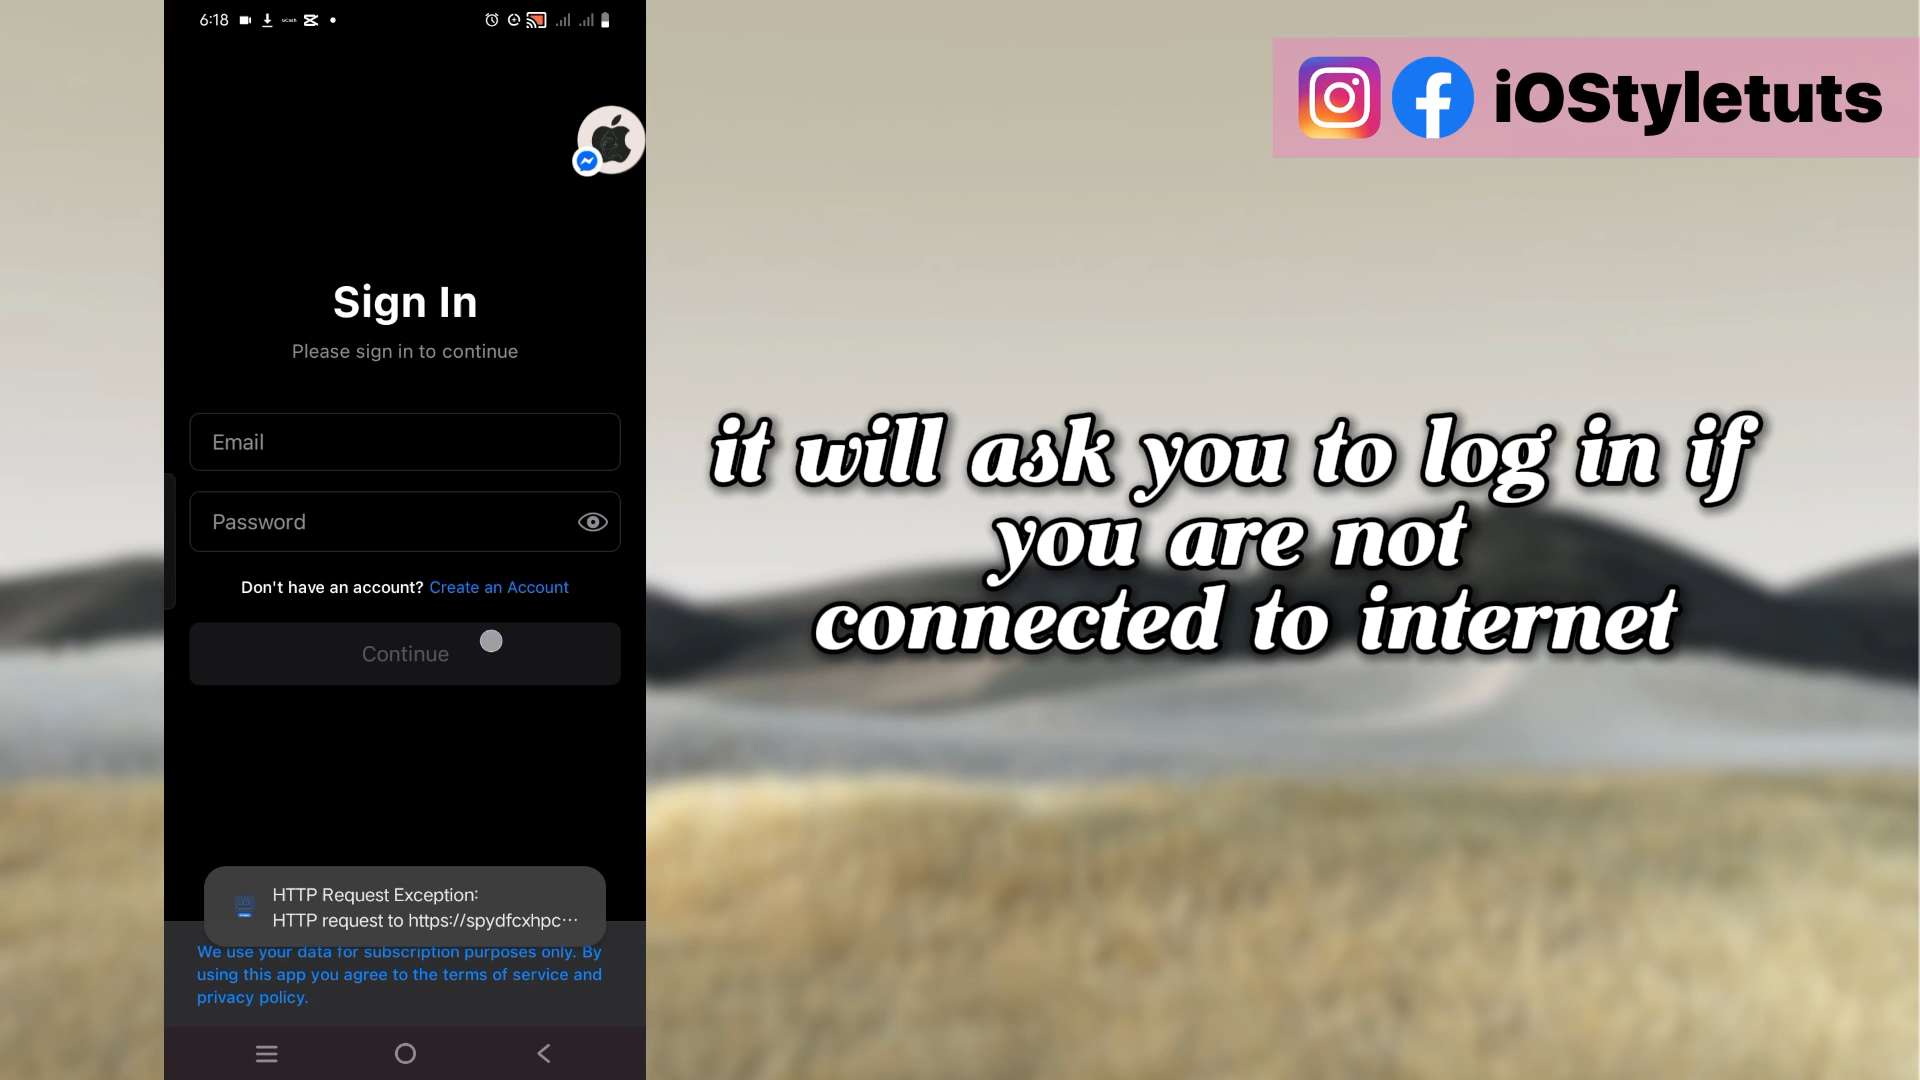 6:18
iOStyletuts
Sign In
Please sign in to continue
Email
Password
Don't have an account? Create an Account
Continue
it will ask you to log in if
you are not
connected to internet
HTTP Request Exception:
HTTP request to https://spydfcxhpc···
We use your data for subscription purposes only. By
using this app you agree to the terms of service and
privacy policy.